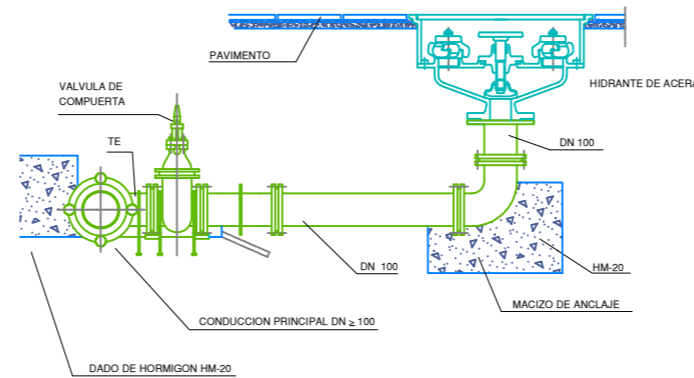 PAVIMENTO
VALVULA DE
COMPUERTA
HIDRANTE DE ACERA
TE
DN 100
DN 100
HM-20
MACIZO DE ANCLAJE
CONDUCCION PRINCIPAL DN ≥ 100
DADO DE HORMIGON HM-20